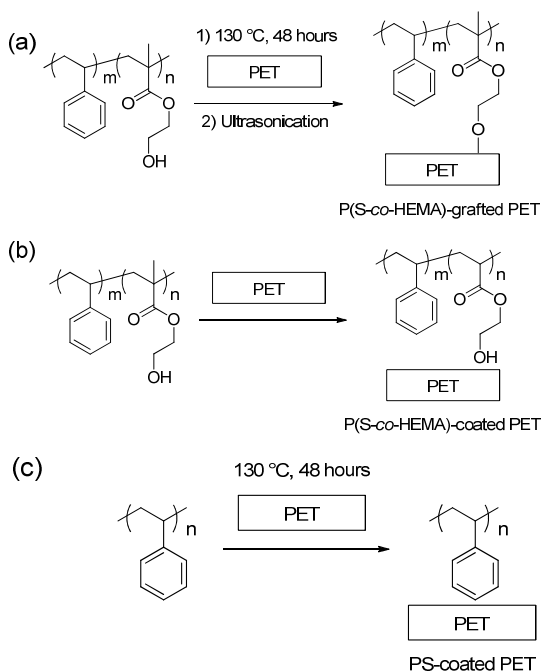 (a)
1) 130 °C, 48 hours
PET
2) Ultrasonication
m
n
O
O
OH
m
n
O
O
O
PET
P(S-co-HEMA)-grafted PET
(b)
PET
m
n
O
O
OH
m
n
O
O
OH
PET
P(S-co-HEMA)-coated PET
(c)
130 °C, 48 hours
PET
n
n
PET
PS-coated PET